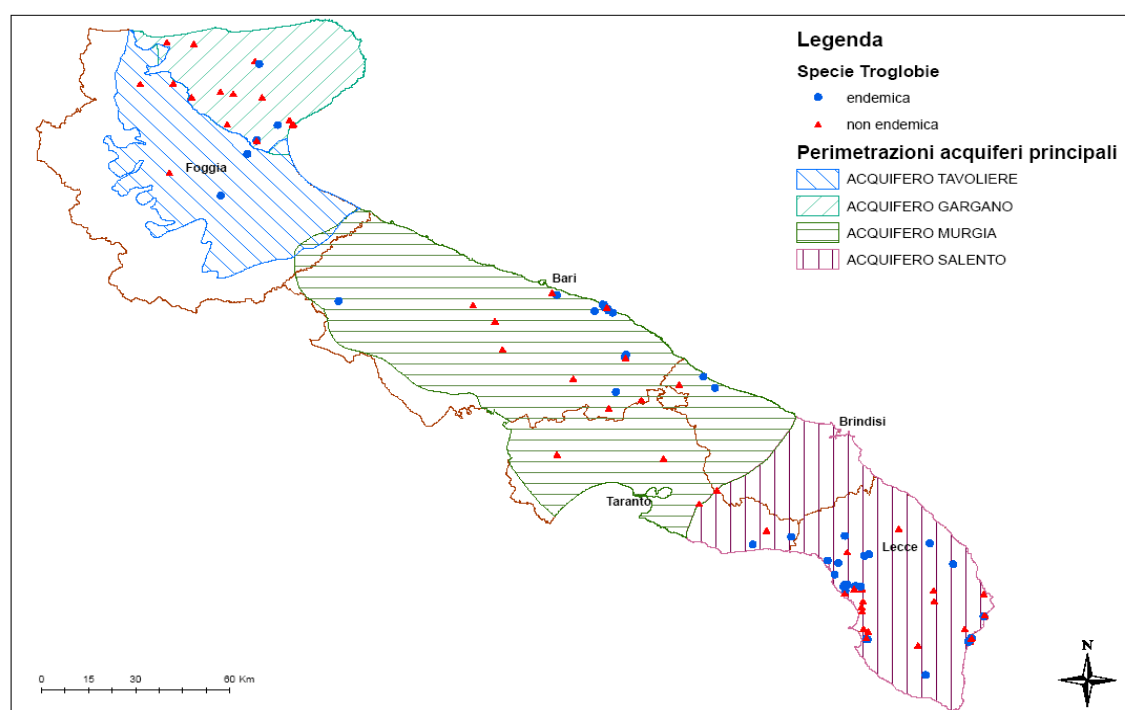 Legenda
Specie Troglobie
endemica
non endemica
Perimetrazioni acquiferi principali
ACQUIFERO TAVOLIERE
ACQUIFERO GARGANO
ACQUIFERO MURGIA
ACQUIFERO SALENTO
Foggia
Bari
Brindisi
Taranto
Lecce
N
0 15 30 60 Km